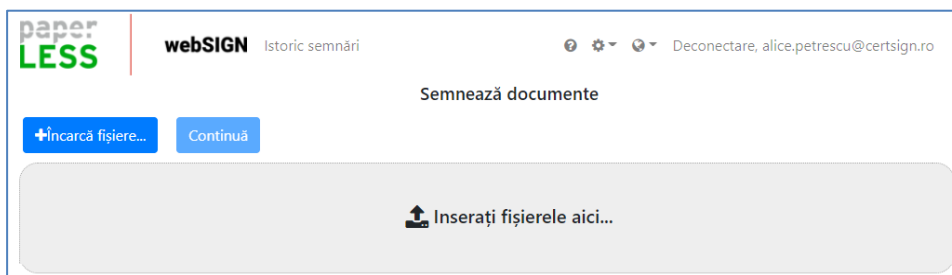 paper
LESS
webSIGN Istoric semnări Deconectare, alice.petrescu@certsign.ro
Semnează documente
+Încarcă fișiere... Continuă
Inserați fișierele aici...